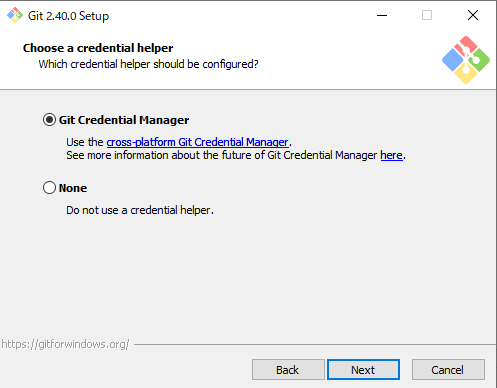 Git 2.40.0 Setup
Choose a credential helper
Which credential helper should be configured?
Git Credential Manager
Use the cross-platform Git Credential Manager.
See more information about the future of Git Credential Manager here.
None
Do not use a credential helper.
https://gitforwindows.org/
Back Next Cancel